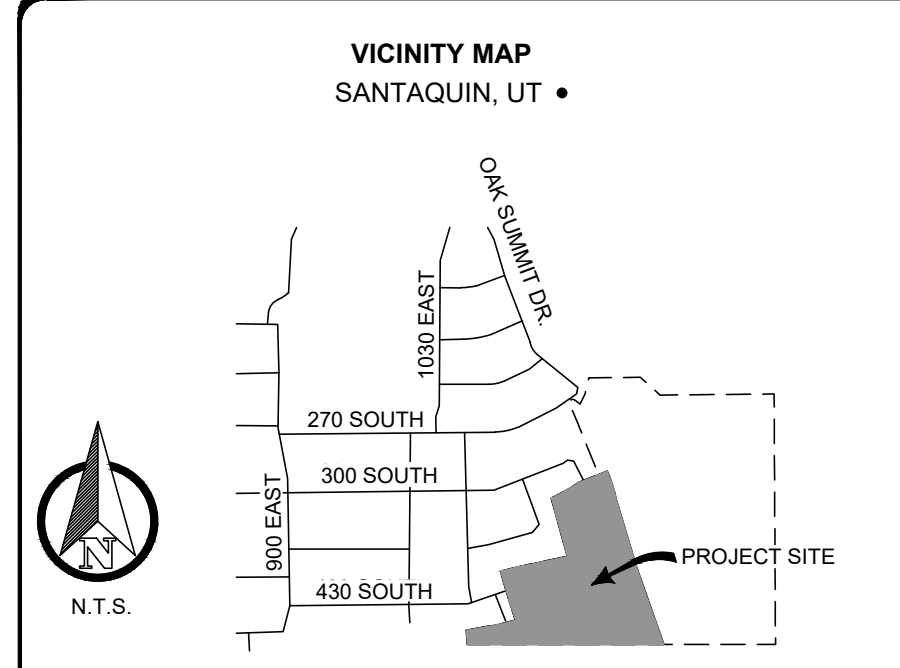 VICINITY MAP
SANTAQUIN, UT
OAK SUMMIT DR.
1030 EAST
270 SOUTH
300 SOUTH
900 EAST
PROJECT SITE
430 SOUTH
N
N.T.S.